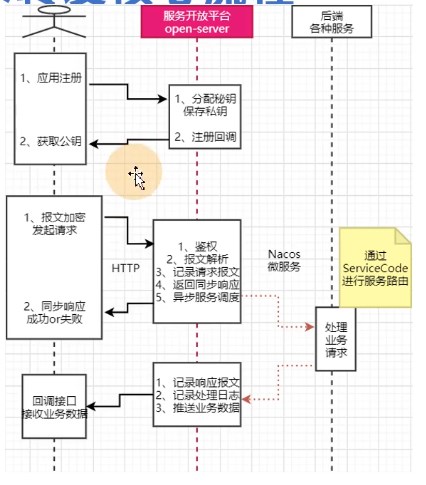 服务开放平台
open-server
后端
各种服务
1、应用注册
2、获取公钥
1、分配秘钥
保存私钥
2、注册回调
1、报文加密
发起请求
2、同步响应
成功or失败
HTTP
1、鉴权
2、报文解析
3、记录请求报文
4、返回同步响应
5、异步服务调度
Nacos
微服务
通过
ServiceCode
进行服务路由
处理
业务
请求
回调接口
接收业务数据
1、记录响应报文
2、记录处理日志
3、推送业务数据